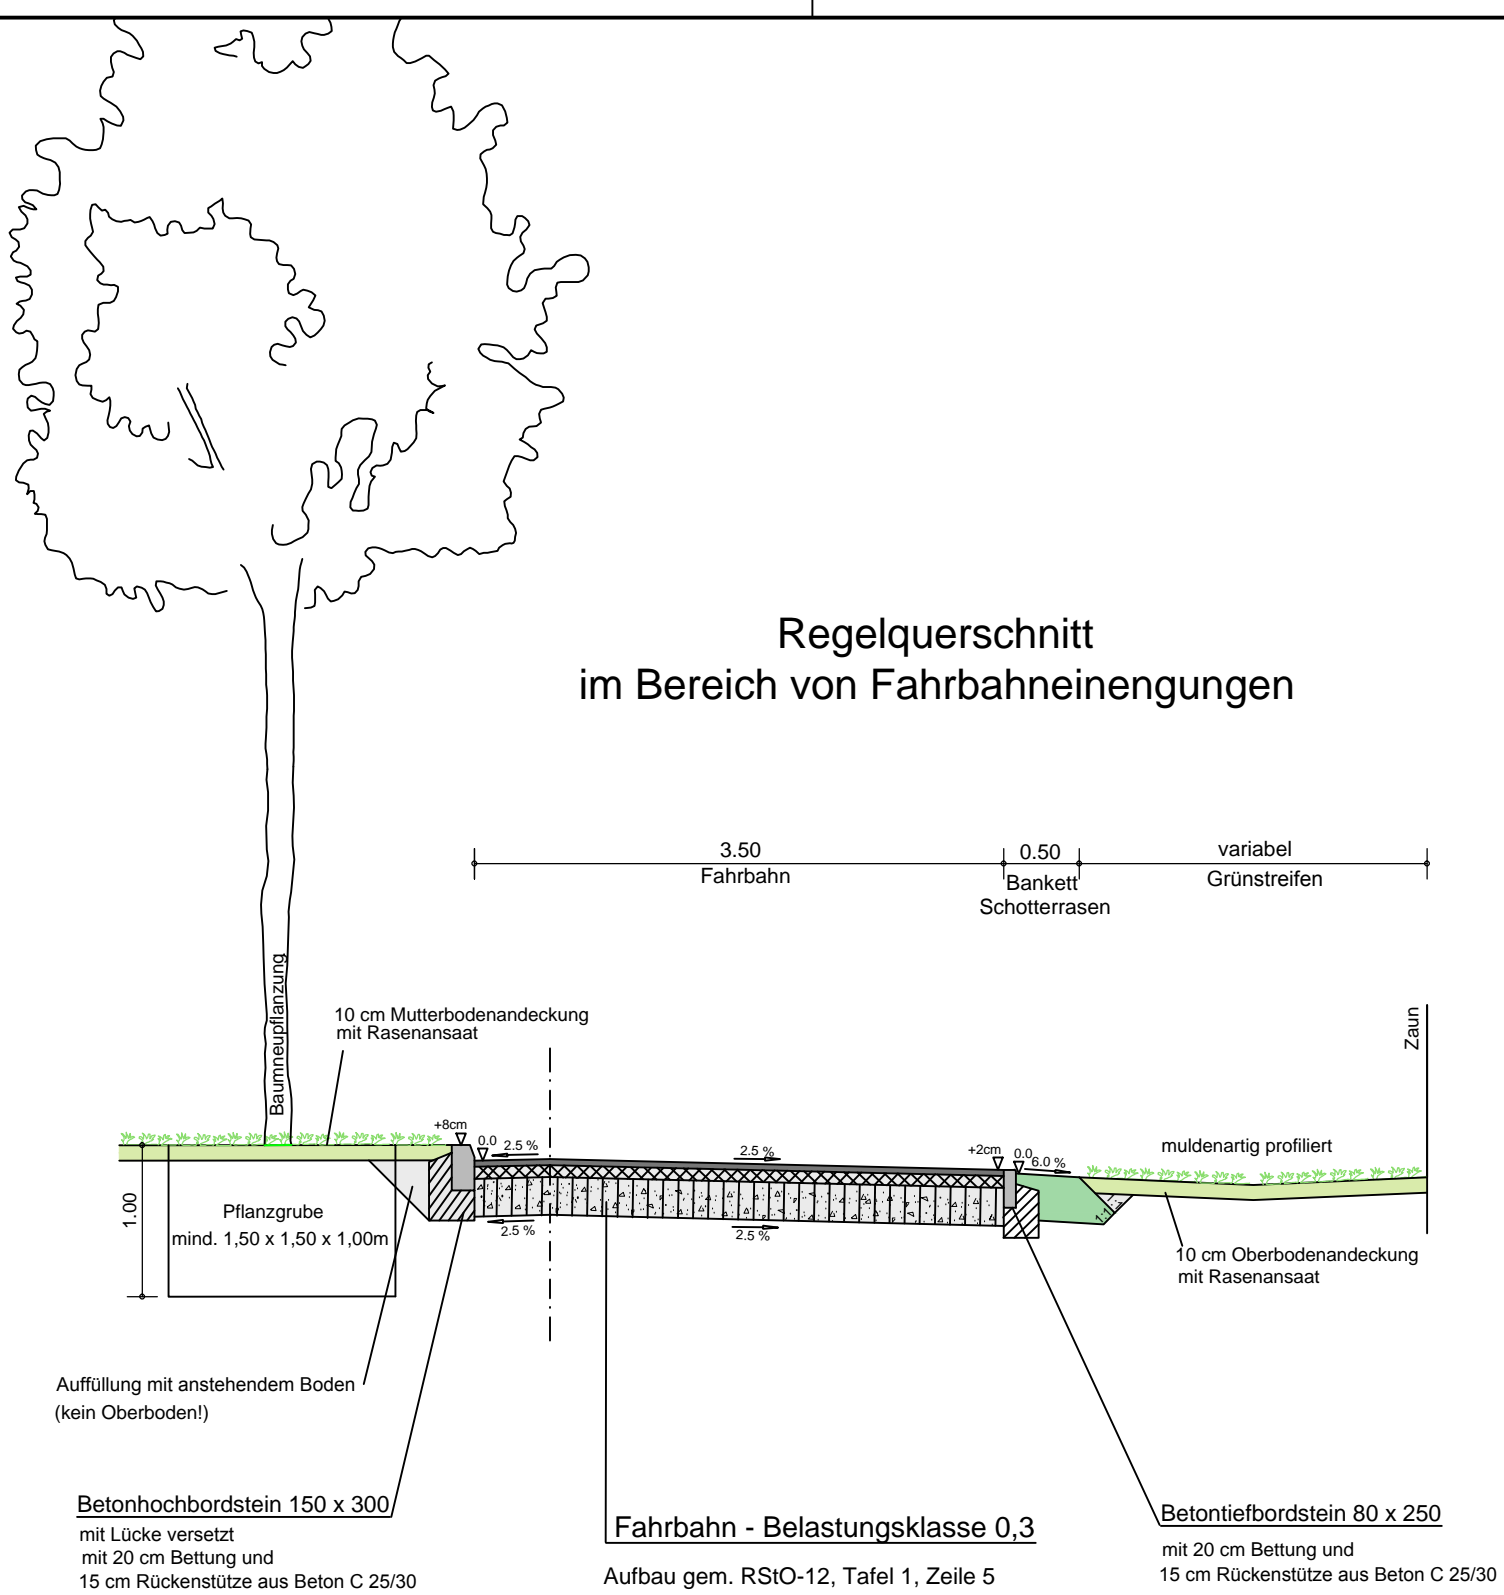 Regelquerschnitt
im Bereich von Fahrbahneinengungen
3.50
Fahrbahn
0.50
Bankett
Schotterrasen
variabel
Grünstreifen
Baumneupflanzung
10 cm Mutterbodenandeckung
mit Rasenansaat
Zaun
+8cm
0.0
2.5 %
2.5 %
+2cm
0.0
6.0 %
muldenartig profiliert
1.00
Pflanzgrube
mind. 1,50 x 1,50 x 1,00m
2.5 %
2.5 %
1:1
10 cm Oberbodenandeckung
mit Rasenansaat
Auffüllung mit anstehendem Boden
(kein Oberboden!)
Betonhochbordstein 150 x 300
mit Lücke versetzt
mit 20 cm Bettung und
15 cm Rückenstütze aus Beton C 25/30
Fahrbahn - Belastungsklasse 0,3
Aufbau gem. RStO-12, Tafel 1, Zeile 5
Betontiefbordstein 80 x 250
mit 20 cm Bettung und
15 cm Rückenstütze aus Beton C 25/30